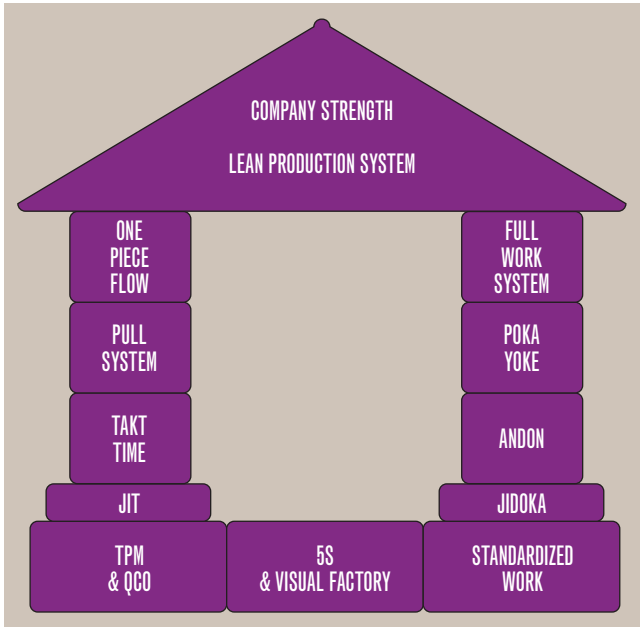 COMPANY STRENGTH
LEAN PRODUCTION SYSTEM
ONE
PIECE
FLOW
FULL
WORK
SYSTEM
PULL
SYSTEM
POKA
YOKE
TAKT
TIME
ANDON
JIT
JIDOKA
TPM
& QCO
5S
& VISUAL FACTORY
STANDARDIZED
WORK